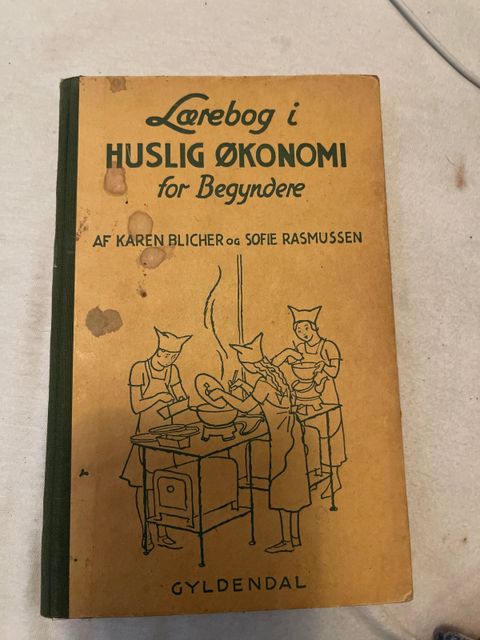 Lærebog i
HUSLIG ØKONOMI
for Begyndere
AF KAREN BLICHER OG SOFIE RASMUSSEN
GYLDENDAL